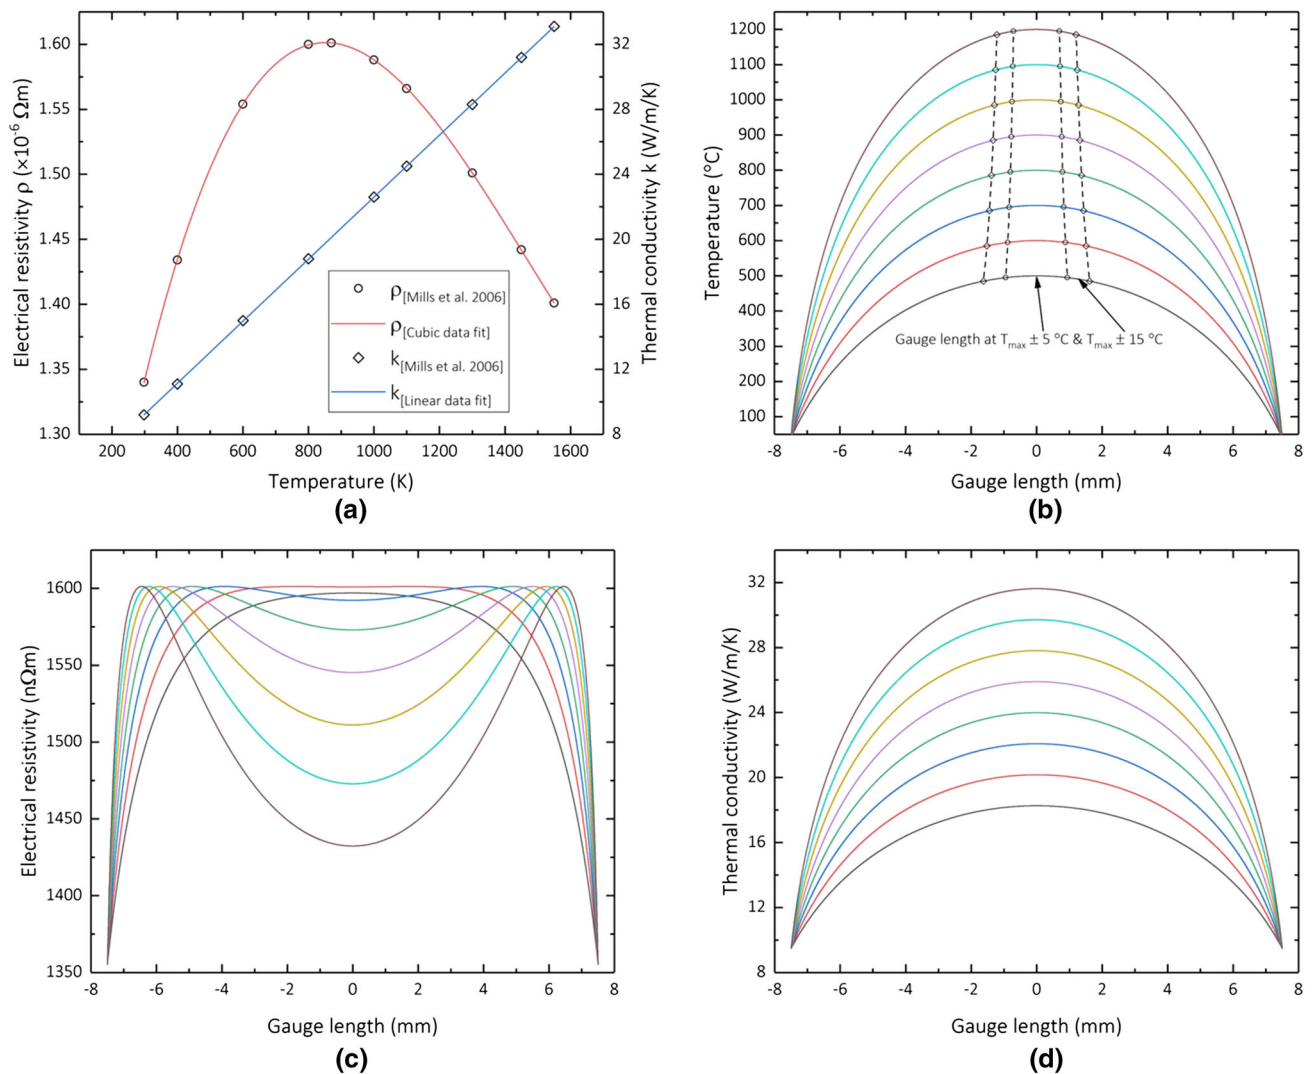 Electrical resistivity ρ (×10⁻⁶ Ωm)
1.60
1.55
1.50
1.45
1.40
1.35
1.30
32
28
24
20
16
12
8
Thermal conductivity k (W/m/K)
ρ[Mills et al. 2006]
ρ[Cubic data fit]
k[Mills et al. 2006]
k[Linear data fit]
200 400 600 800 1000 1200 1400 1600
Temperature (K)
(a)
Temperature (°C)
1200
1100
1000
900
800
700
600
500
400
300
200
100
Gauge length at Tmax ± 5 °C & Tmax ± 15 °C
-8 -6 -4 -2 0 2 4 6 8
Gauge length (mm)
(b)
Electrical resistivity (nΩm)
1600
1550
1500
1450
1400
1350
-8 -6 -4 -2 0 2 4 6 8
Gauge length (mm)
(c)
Thermal conductivity (W/m/K)
32
28
24
20
16
12
8
-8 -6 -4 -2 0 2 4 6 8
Gauge length (mm)
(d)